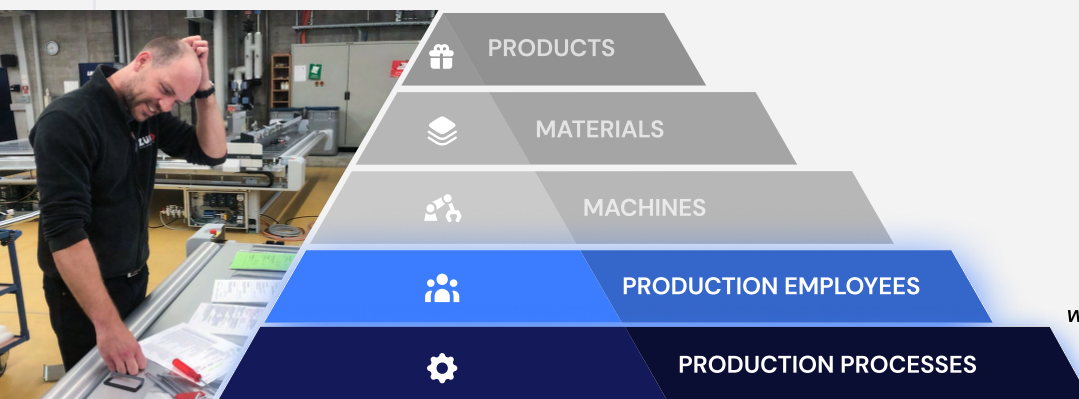 PRODUCTS
MATERIALS
MACHINES
PRODUCTION EMPLOYEES
PRODUCTION PROCESSES